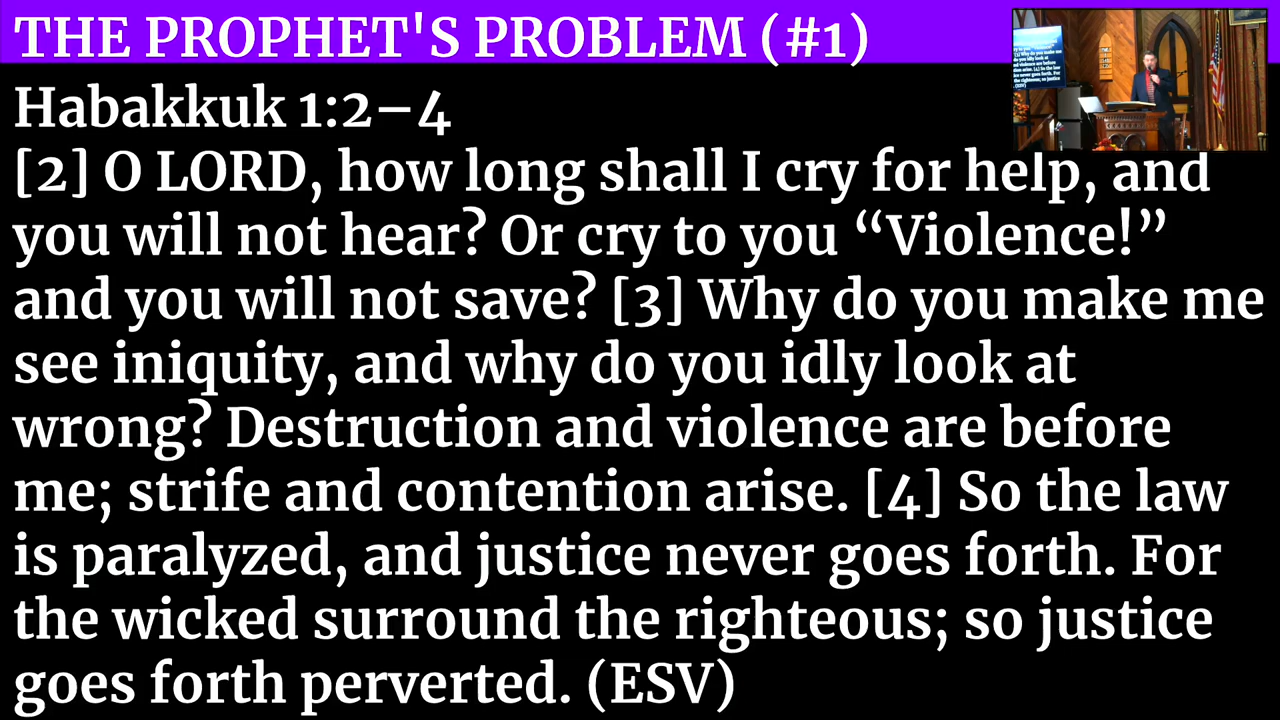 THE PROPHET'S PROBLEM (#1)
Habakkuk 1:2–4
[2] O LORD, how long shall I cry for help, and
you will not hear? Or cry to you “Violence!”
and you will not save? [3] Why do you make me
see iniquity, and why do you idly look at
wrong? Destruction and violence are before
me; strife and contention arise. [4] So the law
is paralyzed, and justice never goes forth. For
the wicked surround the righteous; so justice
goes forth perverted. (ESV)